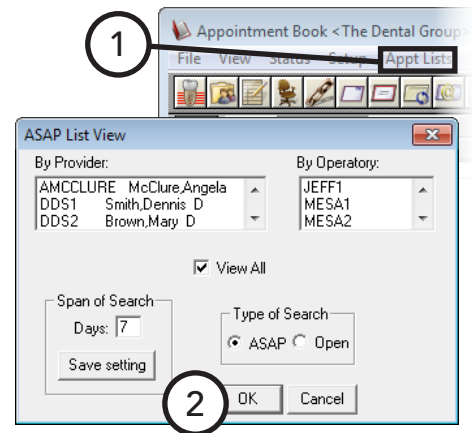 1
Appointment Book <The Dental Group>
File View Status Setup Appt Lists
ASAP List View
By Provider:
By Operatory:
AMCCLURE McClure,Angela
DDS1 Smith,Dennis D
DDS2 Brown,Mary D
JEFF1
MESA1
MESA2
View All
Span of Search
Days: 7
Save setting
Type of Search
ASAP Open
2
OK Cancel